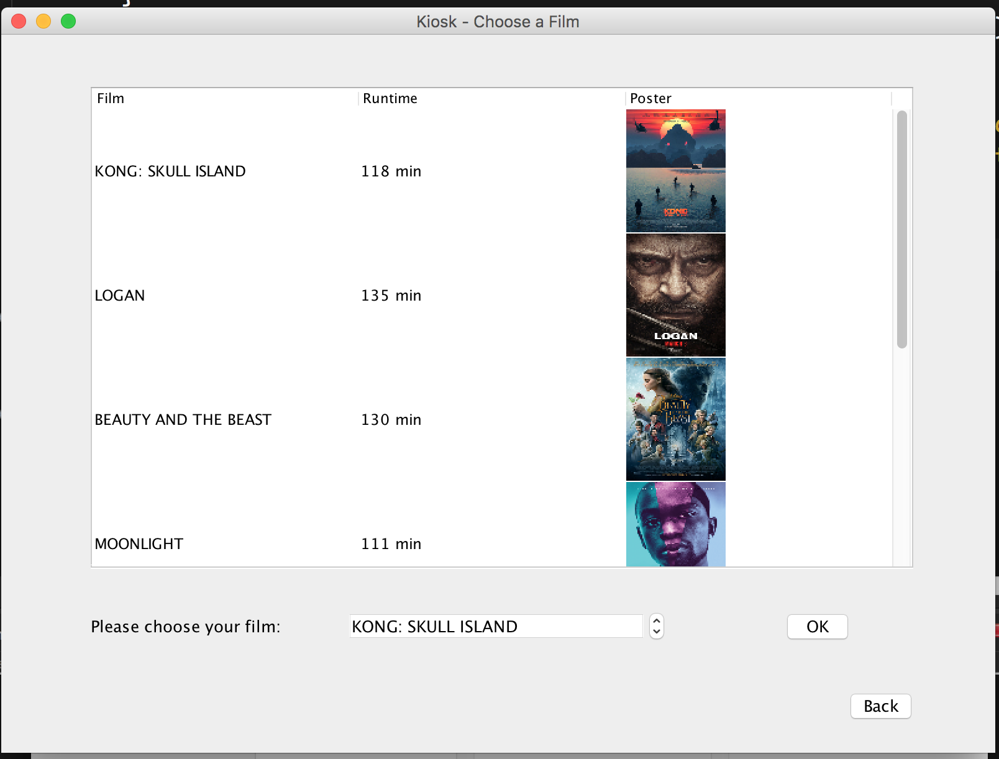 Kiosk - Choose a Film
Film Runtime Poster
KONG: SKULL ISLAND 118 min
KONG
LOGAN 135 min
LOGAN
BEAUTY AND THE BEAST 130 min
BEAUTY
BEAST
MOONLIGHT 111 min
Please choose your film: KONG: SKULL ISLAND OK
Back